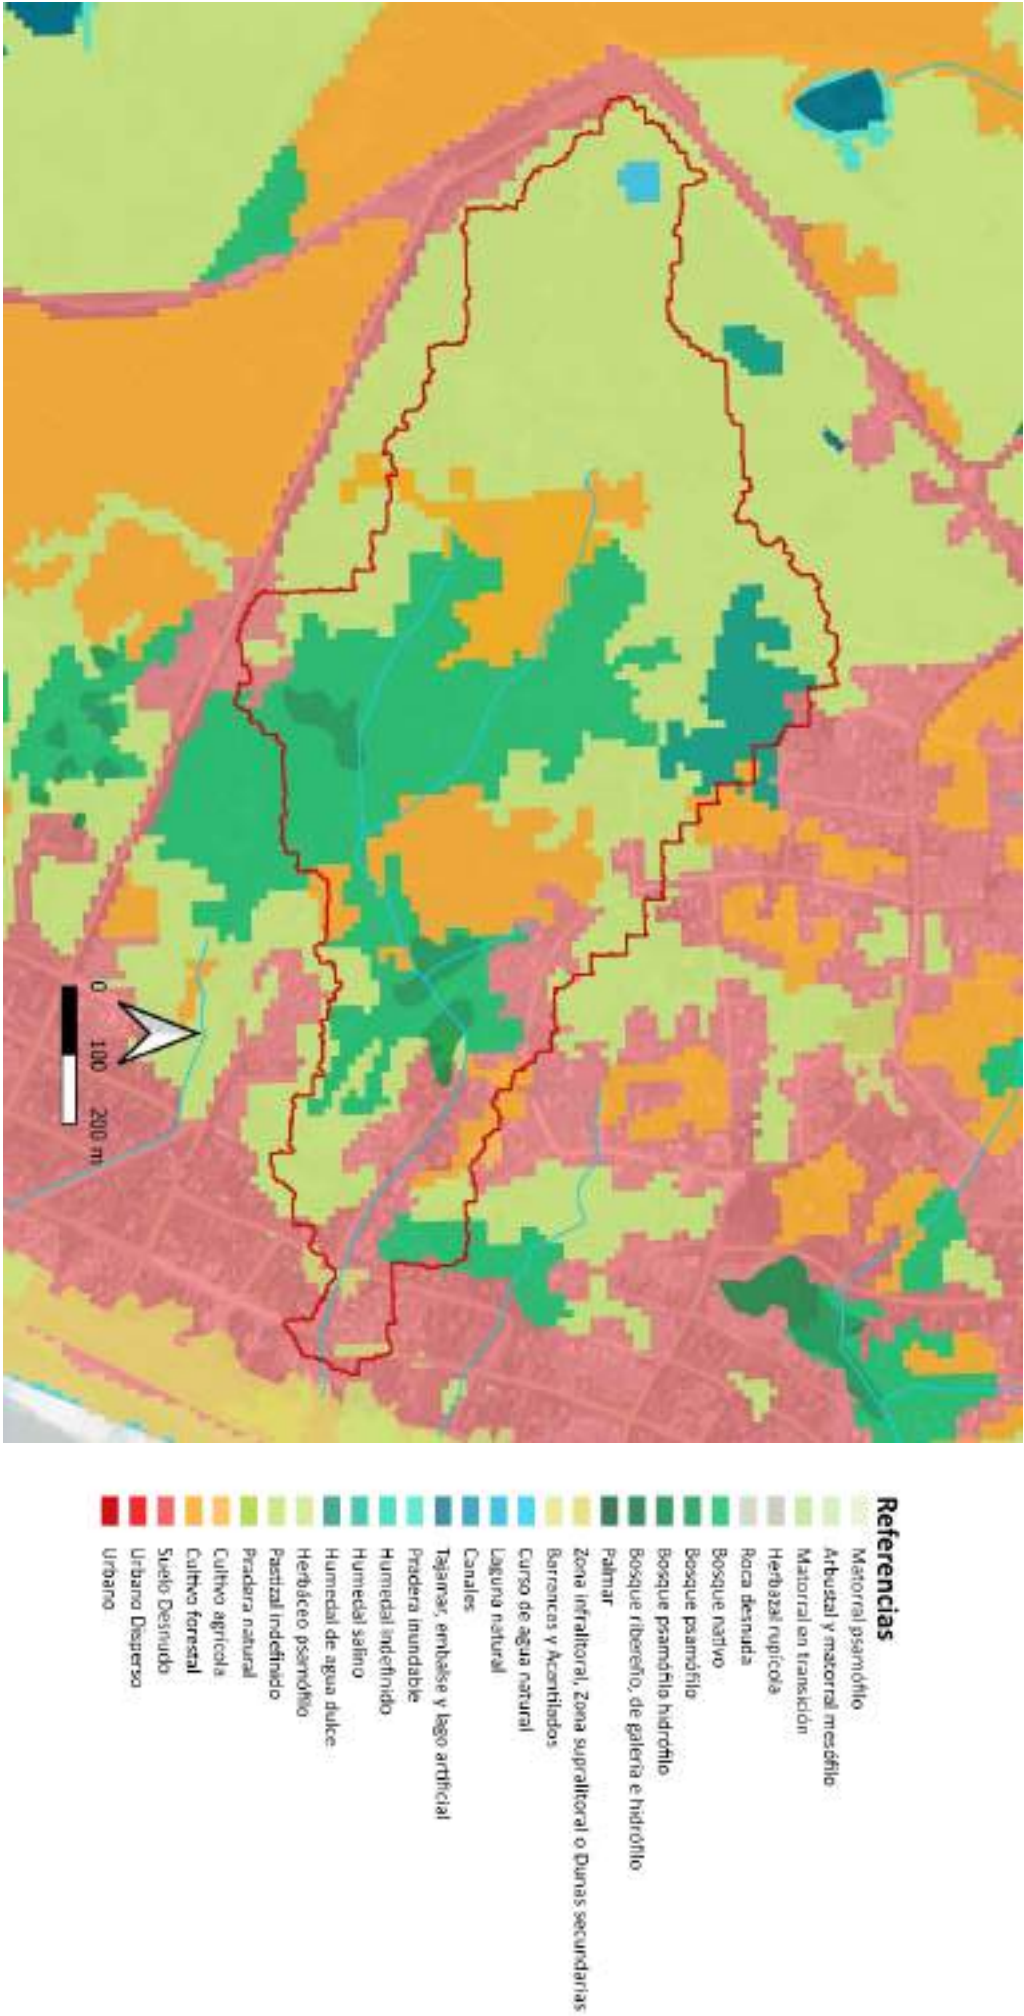 0 100 200 m
Referencias
Matorral psamófilo
Arbustal y matorral mesófilo
Matorral en transición
Herbazal rupícola
Roca desnuda
Bosque nativo
Bosque psamófilo
Bosque psamófilo hidrófilo
Bosque ribereño, de galería e hidrófilo
Palmar
Zona infralitoral, Zona supralitoral o Dunas secundarias
Barrancos y Acantilados
Curso de agua natural
Laguna natural
Canales
Tajamar, embalse y lago artificial
Pradera inundable
Humedal indefinido
Humedal salino
Humedal de agua dulce
Herbáceo psamófilo
Pastizal indefinido
Pradera natural
Cultivo agrícola
Cultivo forestal
Suelo Desnudo
Urbano Disperso
Urbano